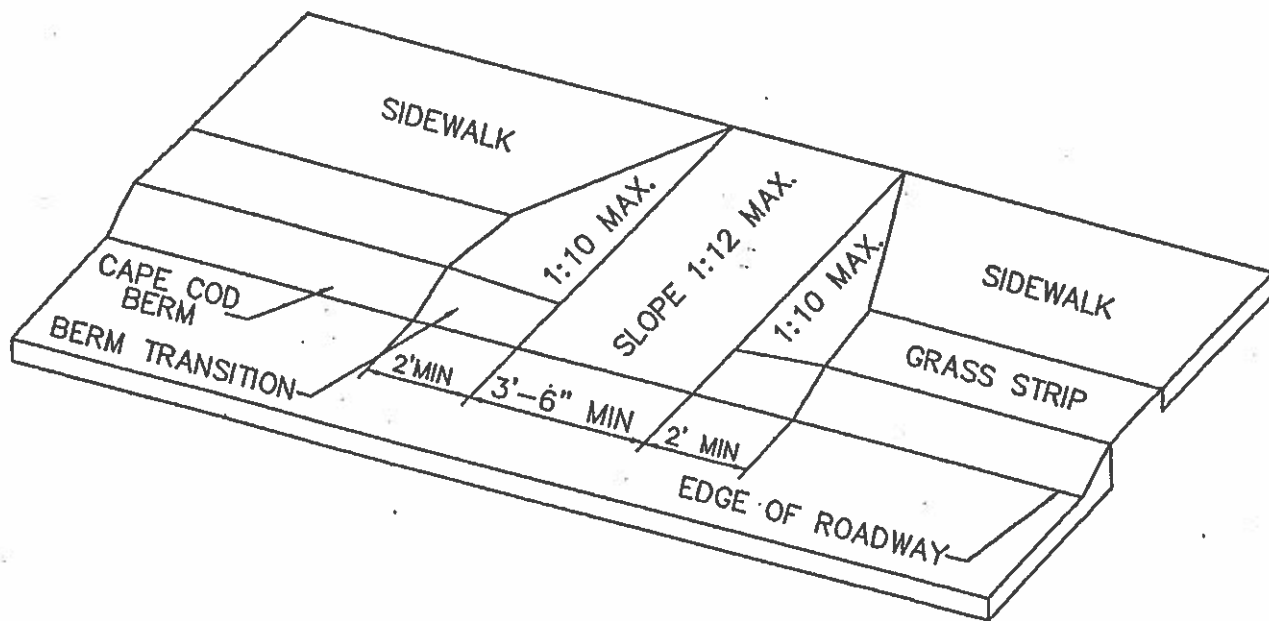 SIDEWALK
1:10 MAX.
SLOPE 1:12 MAX.
1:10 MAX.
SIDEWALK
CAPE COD
BERM
BERM TRANSITION
2'MIN
3'-6" MIN
2' MIN
GRASS STRIP
EDGE OF ROADWAY